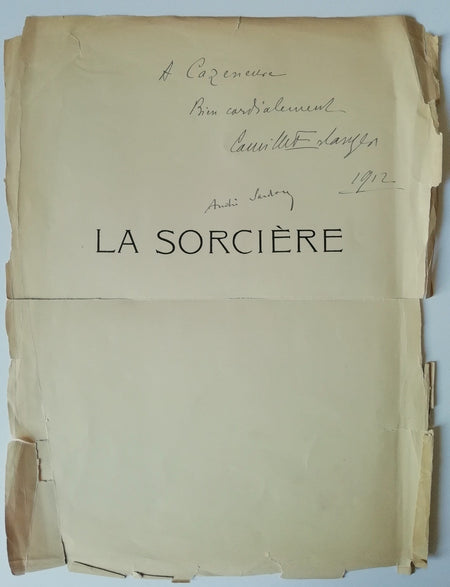 A Cazeneuve
Bien cordialement
Camille Erlanger
1912
André Sardou
LA SORCIÈRE